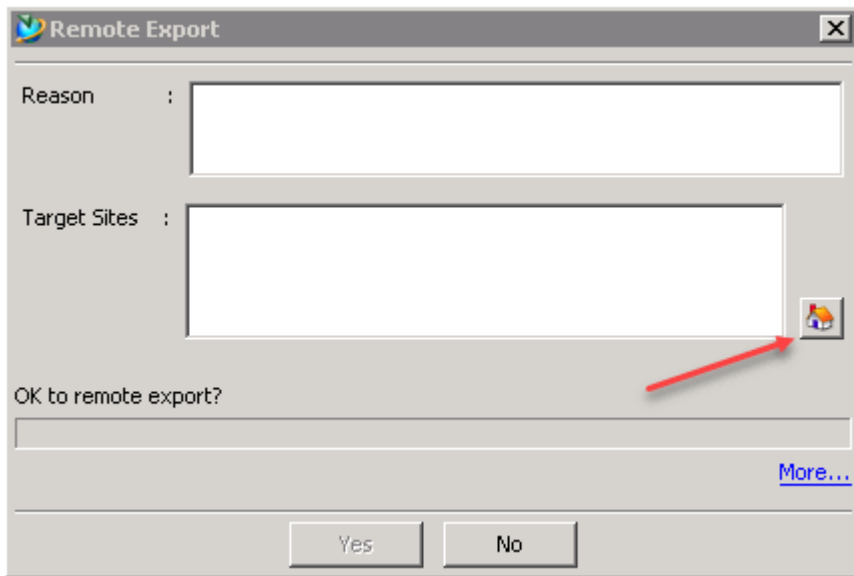 Remote Export
Reason :
Target Sites :
OK to remote export?
More...
Yes No